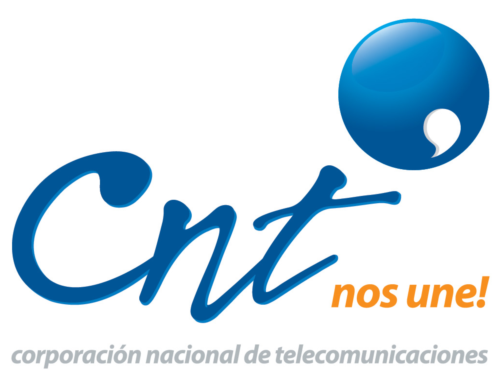 Cnt
nos une!
corporación nacional de telecomunicaciones